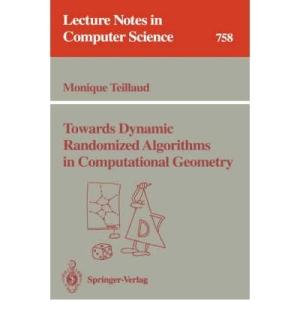 Lecture Notes in
Computer Science
758
Monique Teillaud
Towards Dynamic
Randomized Algorithms
in Computational Geometry
D
Springer-Verlag